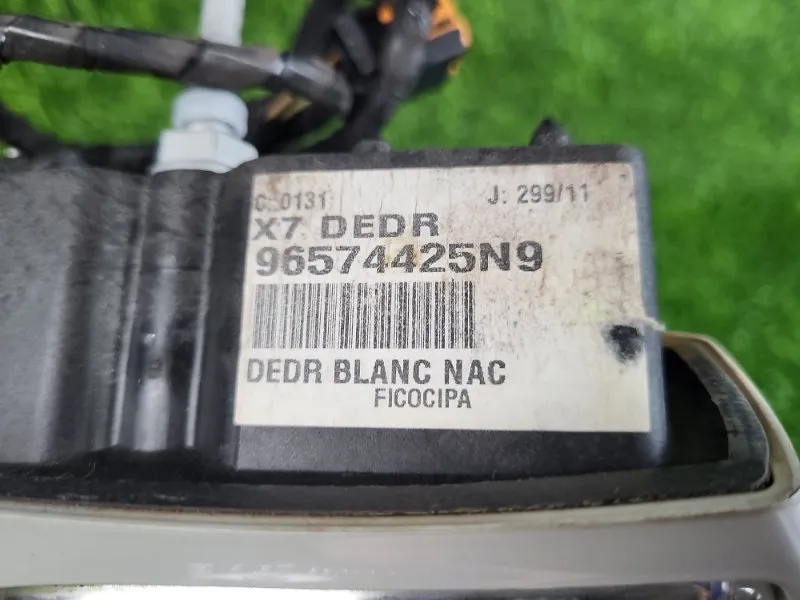 C: 0131 J: 299/11
X7 DEDR
96574425N9
DEDR BLANC NAC
FICOCIPA